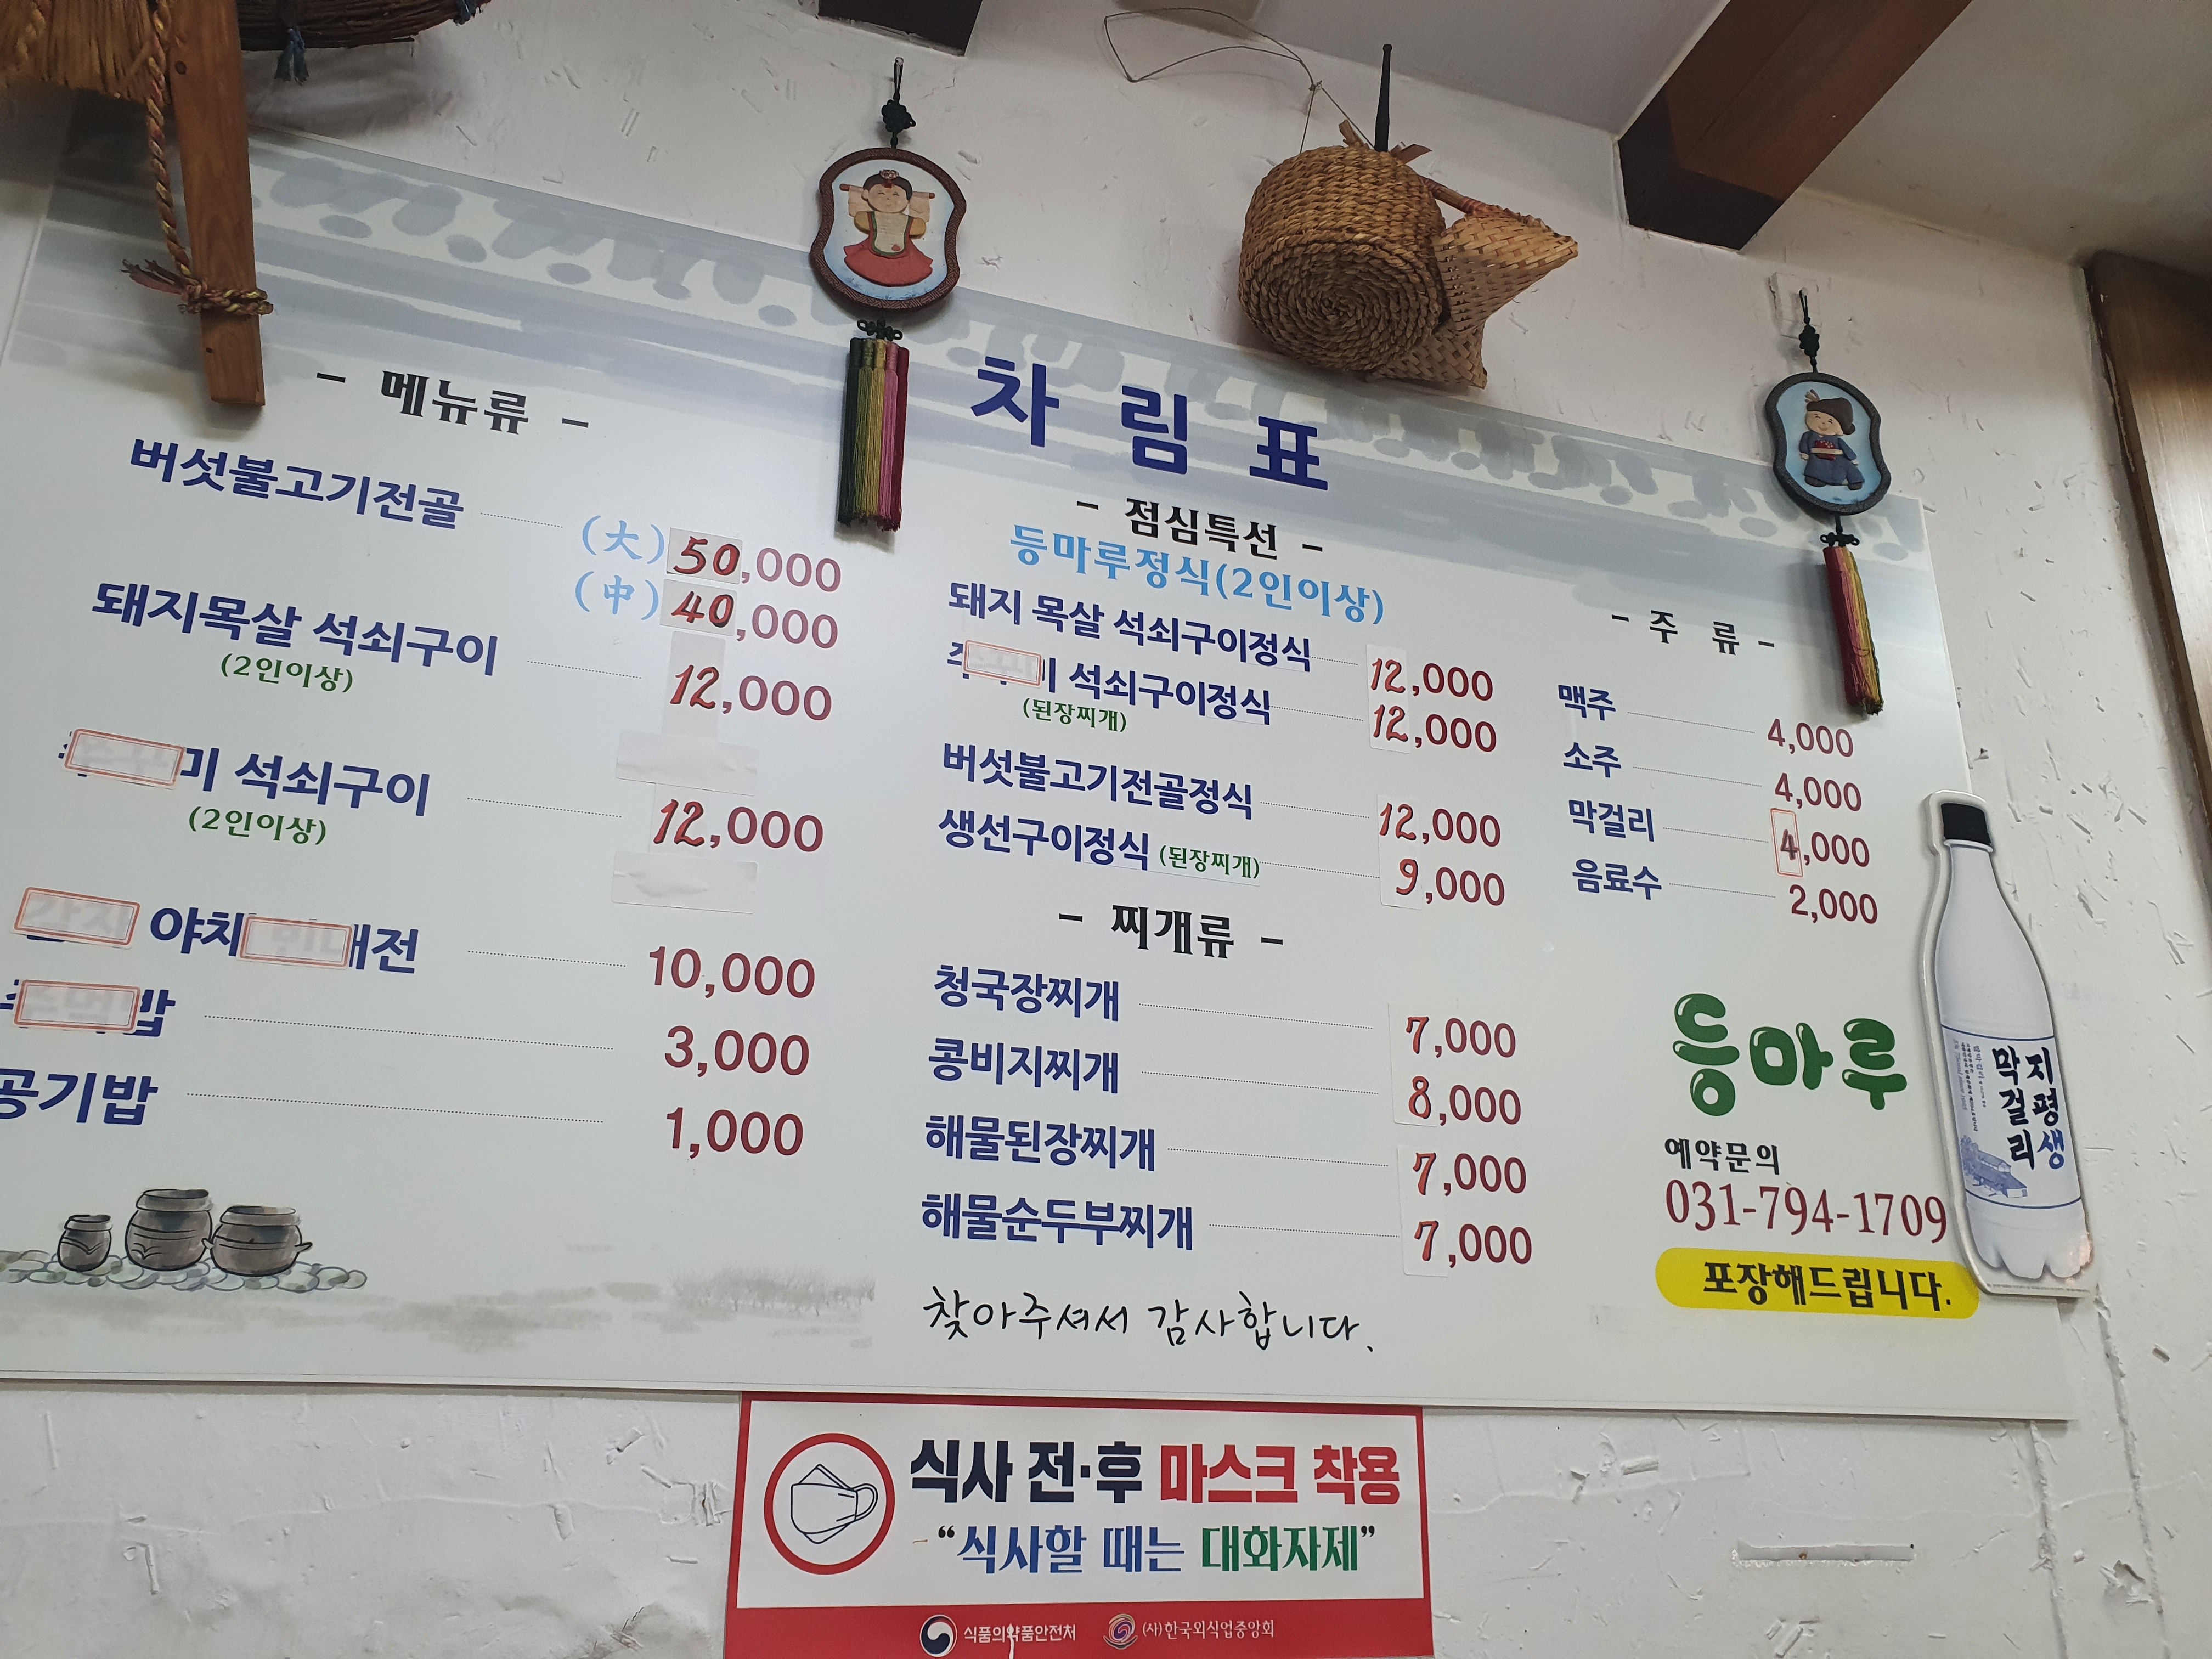 차림표
- 메뉴류 -
버섯불고기전골 (大) 50,000
(中) 40,000
돼지목살 석쇠구이 12,000
(2인이상)
석쇠구이 12,000
(2인이상)
야채 전 10,000
3,000
공기밥 1,000
- 점심특선 -
등마루정식(2인이상)
돼지 목살 석쇠구이정식 12,000
석쇠구이정식 12,000
(된장찌개)
버섯불고기전골정식 12,000
생선구이정식 (된장찌개) 9,000
- 찌개류 -
청국장찌개 7,000
콩비지찌개 8,000
해물된장찌개 7,000
해물순두부찌개 7,000
찾아주셔서 감사합니다.
- 주 류 -
맥주 4,000
소주 4,000
막걸리 4,000
음료수 2,000
등마루
예약문의
031-794-1709
포장해드립니다.
지평생
막걸리
식사 전·후 마스크 착용
“식사할 때는 대화자제”
식품의약품안전처 (사)한국외식업중앙회